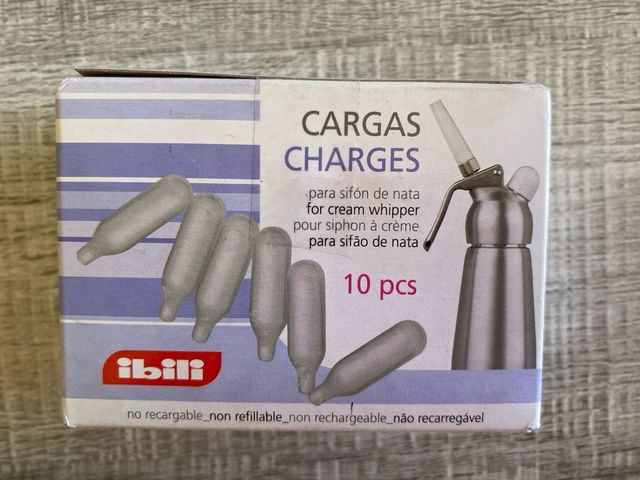 CARGAS
CHARGES
para sifón de nata
for cream whipper
pour siphon à crème
para sifão de nata
10 pcs
ibili
no recargable_non refillable_non rechargeable_não recarregável